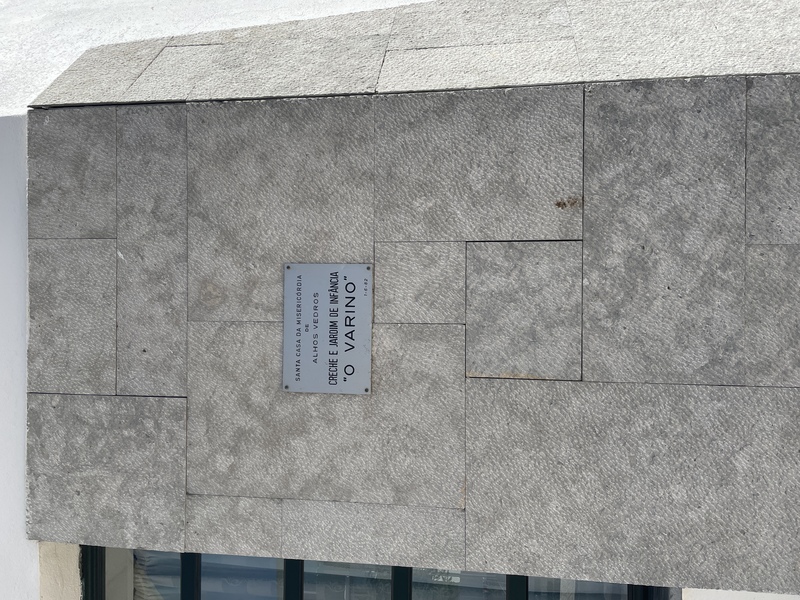 SANTA CASA DA MISERICÓRDIA
DE
ALHOS VEDROS
CRECHE E JARDIM DE INFÂNCIA
"O VARINO"